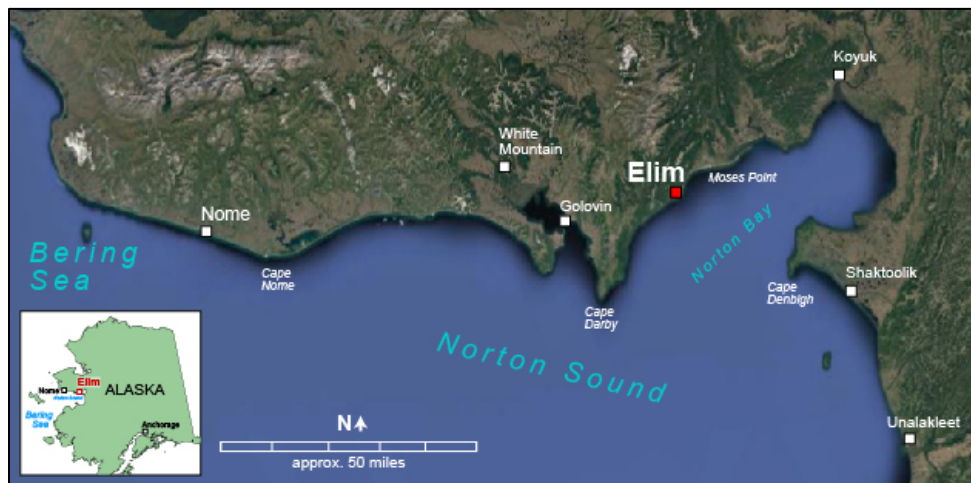 Koyuk
White
Mountain
Elim
Moses Point
Golovin
Nome
Norton Bay
Bering
Sea
Cape
Nome
Shaktoolik
Cape
Denbigh
Cape
Darby
Norton Sound
Elim
Nome
ALASKA
Bering
Sea
Anchorage
N
approx. 50 miles
Unalakleet